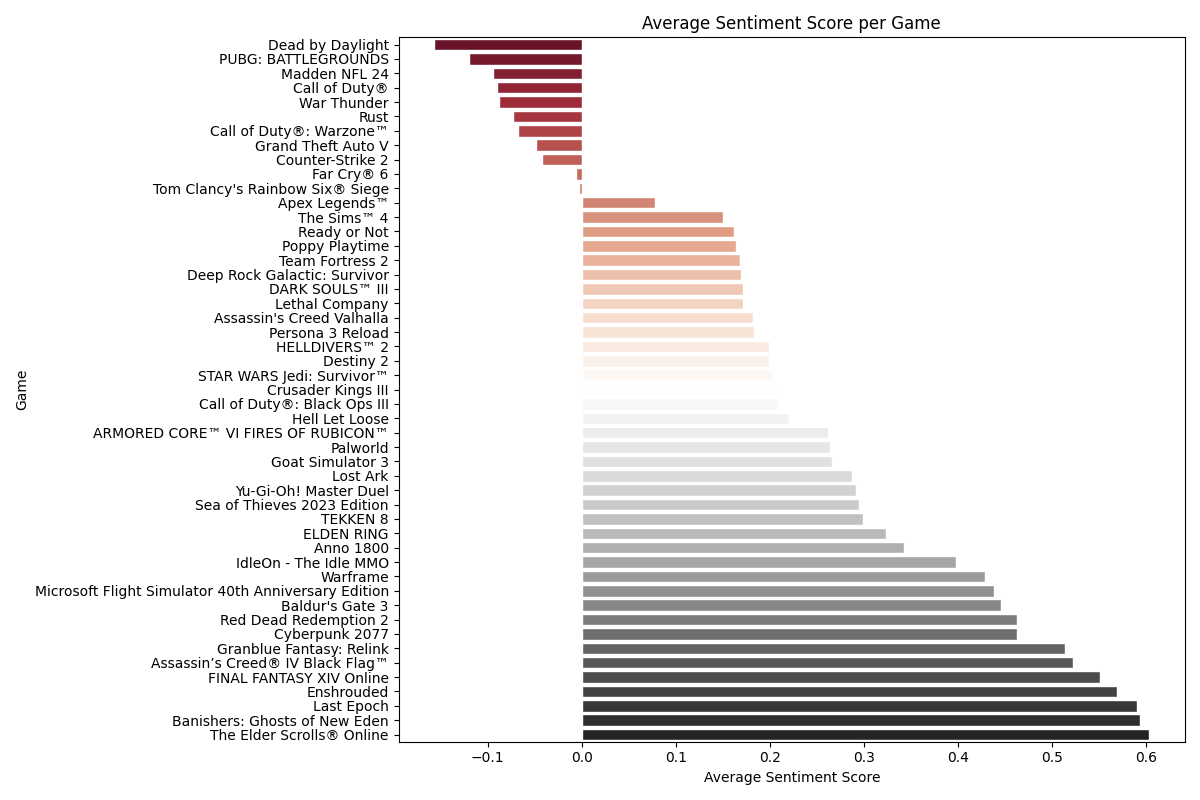 Average Sentiment Score per Game
Dead by Daylight
PUBG: BATTLEGROUNDS
Madden NFL 24
Call of Duty®
War Thunder
Rust
Call of Duty®: Warzone™
Grand Theft Auto V
Counter-Strike 2
Far Cry® 6
Tom Clancy's Rainbow Six® Siege
Apex Legends™
The Sims™ 4
Ready or Not
Poppy Playtime
Team Fortress 2
Deep Rock Galactic: Survivor
DARK SOULS™ III
Lethal Company
Assassin's Creed Valhalla
Persona 3 Reload
HELLDIVERS™ 2
Destiny 2
STAR WARS Jedi: Survivor™
Crusader Kings III
Call of Duty®: Black Ops III
Hell Let Loose
ARMORED CORE™ VI FIRES OF RUBICON™
Palworld
Goat Simulator 3
Lost Ark
Yu-Gi-Oh! Master Duel
Sea of Thieves 2023 Edition
TEKKEN 8
ELDEN RING
Anno 1800
IdleOn - The Idle MMO
Warframe
Microsoft Flight Simulator 40th Anniversary Edition
Baldur's Gate 3
Red Dead Redemption 2
Cyberpunk 2077
Granblue Fantasy: Relink
Assassin’s Creed® IV Black Flag™
FINAL FANTASY XIV Online
Enshrouded
Last Epoch
Banishers: Ghosts of New Eden
The Elder Scrolls® Online
Game
−0.1 0.0 0.1 0.2 0.3 0.4 0.5 0.6
Average Sentiment Score